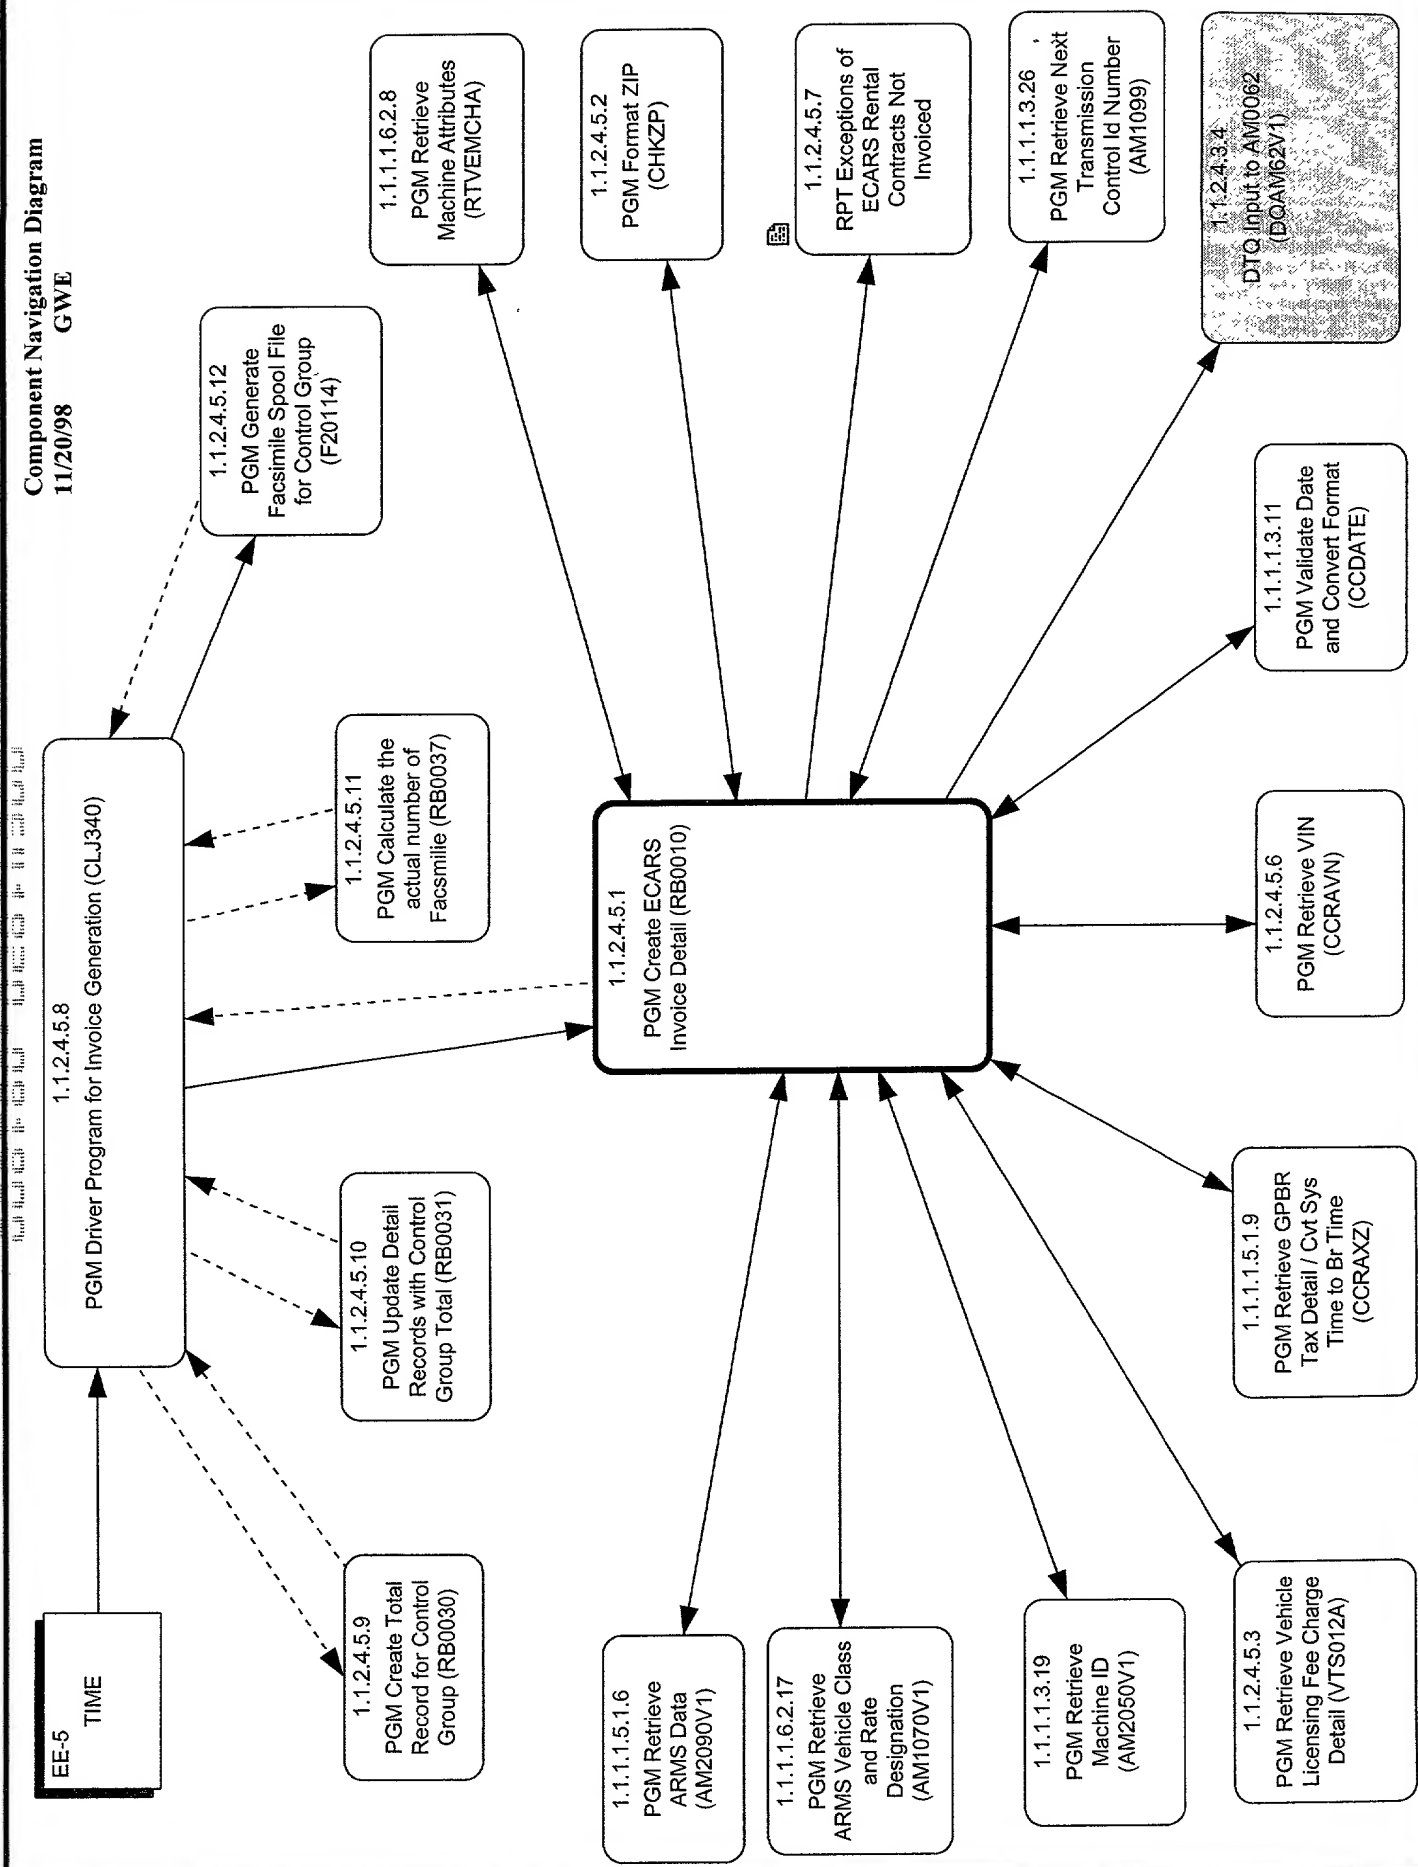 Component Navigation Diagram
11/20/98 GWE
EE-5
TIME
1.1.2.4.5.8
PGM Driver Program for Invoice Generation (CLJ340)
1.1.2.4.5.12
PGM Generate
Facsimile Spool File
for Control Group
(F20114)
1.1.2.4.5.9
PGM Create Total
Record for Control
Group (RB0030)
1.1.2.4.5.10
PGM Update Detail
Records with Control
Group Total (RB0031)
1.1.2.4.5.11
PGM Calculate the
actual number of
Facsmilie (RB0037)
1.1.1.1.6.2.8
PGM Retrieve
Machine Attributes
(RTVEMCHA)
1.1.2.4.5.2
PGM Format ZIP
(CHKZP)
1.1.2.4.5.7
RPT Exceptions of
ECARS Rental
Contracts Not
Invoiced
1.1.1.1.3.26
PGM Retrieve Next
Transmission
Control Id Number
(AM1099)
1.1.2.4.3.4
DTQ Input to AM0062
(DQAM62V1)
1.1.2.4.5.1
PGM Create ECARS
Invoice Detail (RB0010)
1.1.1.1.5.1.6
PGM Retrieve
ARMS Data
(AM2090V1)
1.1.1.1.6.2.17
PGM Retrieve
ARMS Vehicle Class
and Rate
Designation
(AM1070V1)
1.1.1.1.3.19
PGM Retrieve
Machine ID
(AM2050V1)
1.1.2.4.5.3
PGM Retrieve Vehicle
Licensing Fee Charge
Detail (VTS012A)
1.1.1.1.5.1.9
PGM Retrieve GPBR
Tax Detail / Cvt Sys
Time to Br Time
(CCRAXZ)
1.1.2.4.5.6
PGM Retrieve VIN
(CCRAVN)
1.1.1.1.3.11
PGM Validate Date
and Convert Format
(CCDATE)